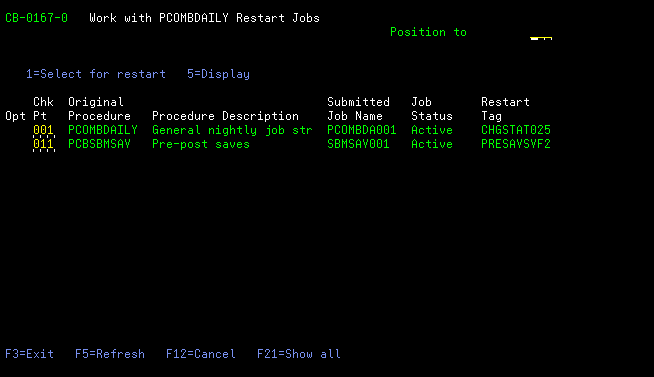 CB-0167-0 Work with PCOMBDAILY Restart Jobs
Position to
1=Select for restart 5=Display
Chk Original Submitted Job Restart
Opt Pt Procedure Procedure Description Job Name Status Tag
001 PCOMBDAILY General nightly job str PCOMBDA001 Active CHGSTAT025
011 PCBSBMSAV Pre-post saves SBMSAV001 Active PRESAVSVF2
F3=Exit F5=Refresh F12=Cancel F21=Show all